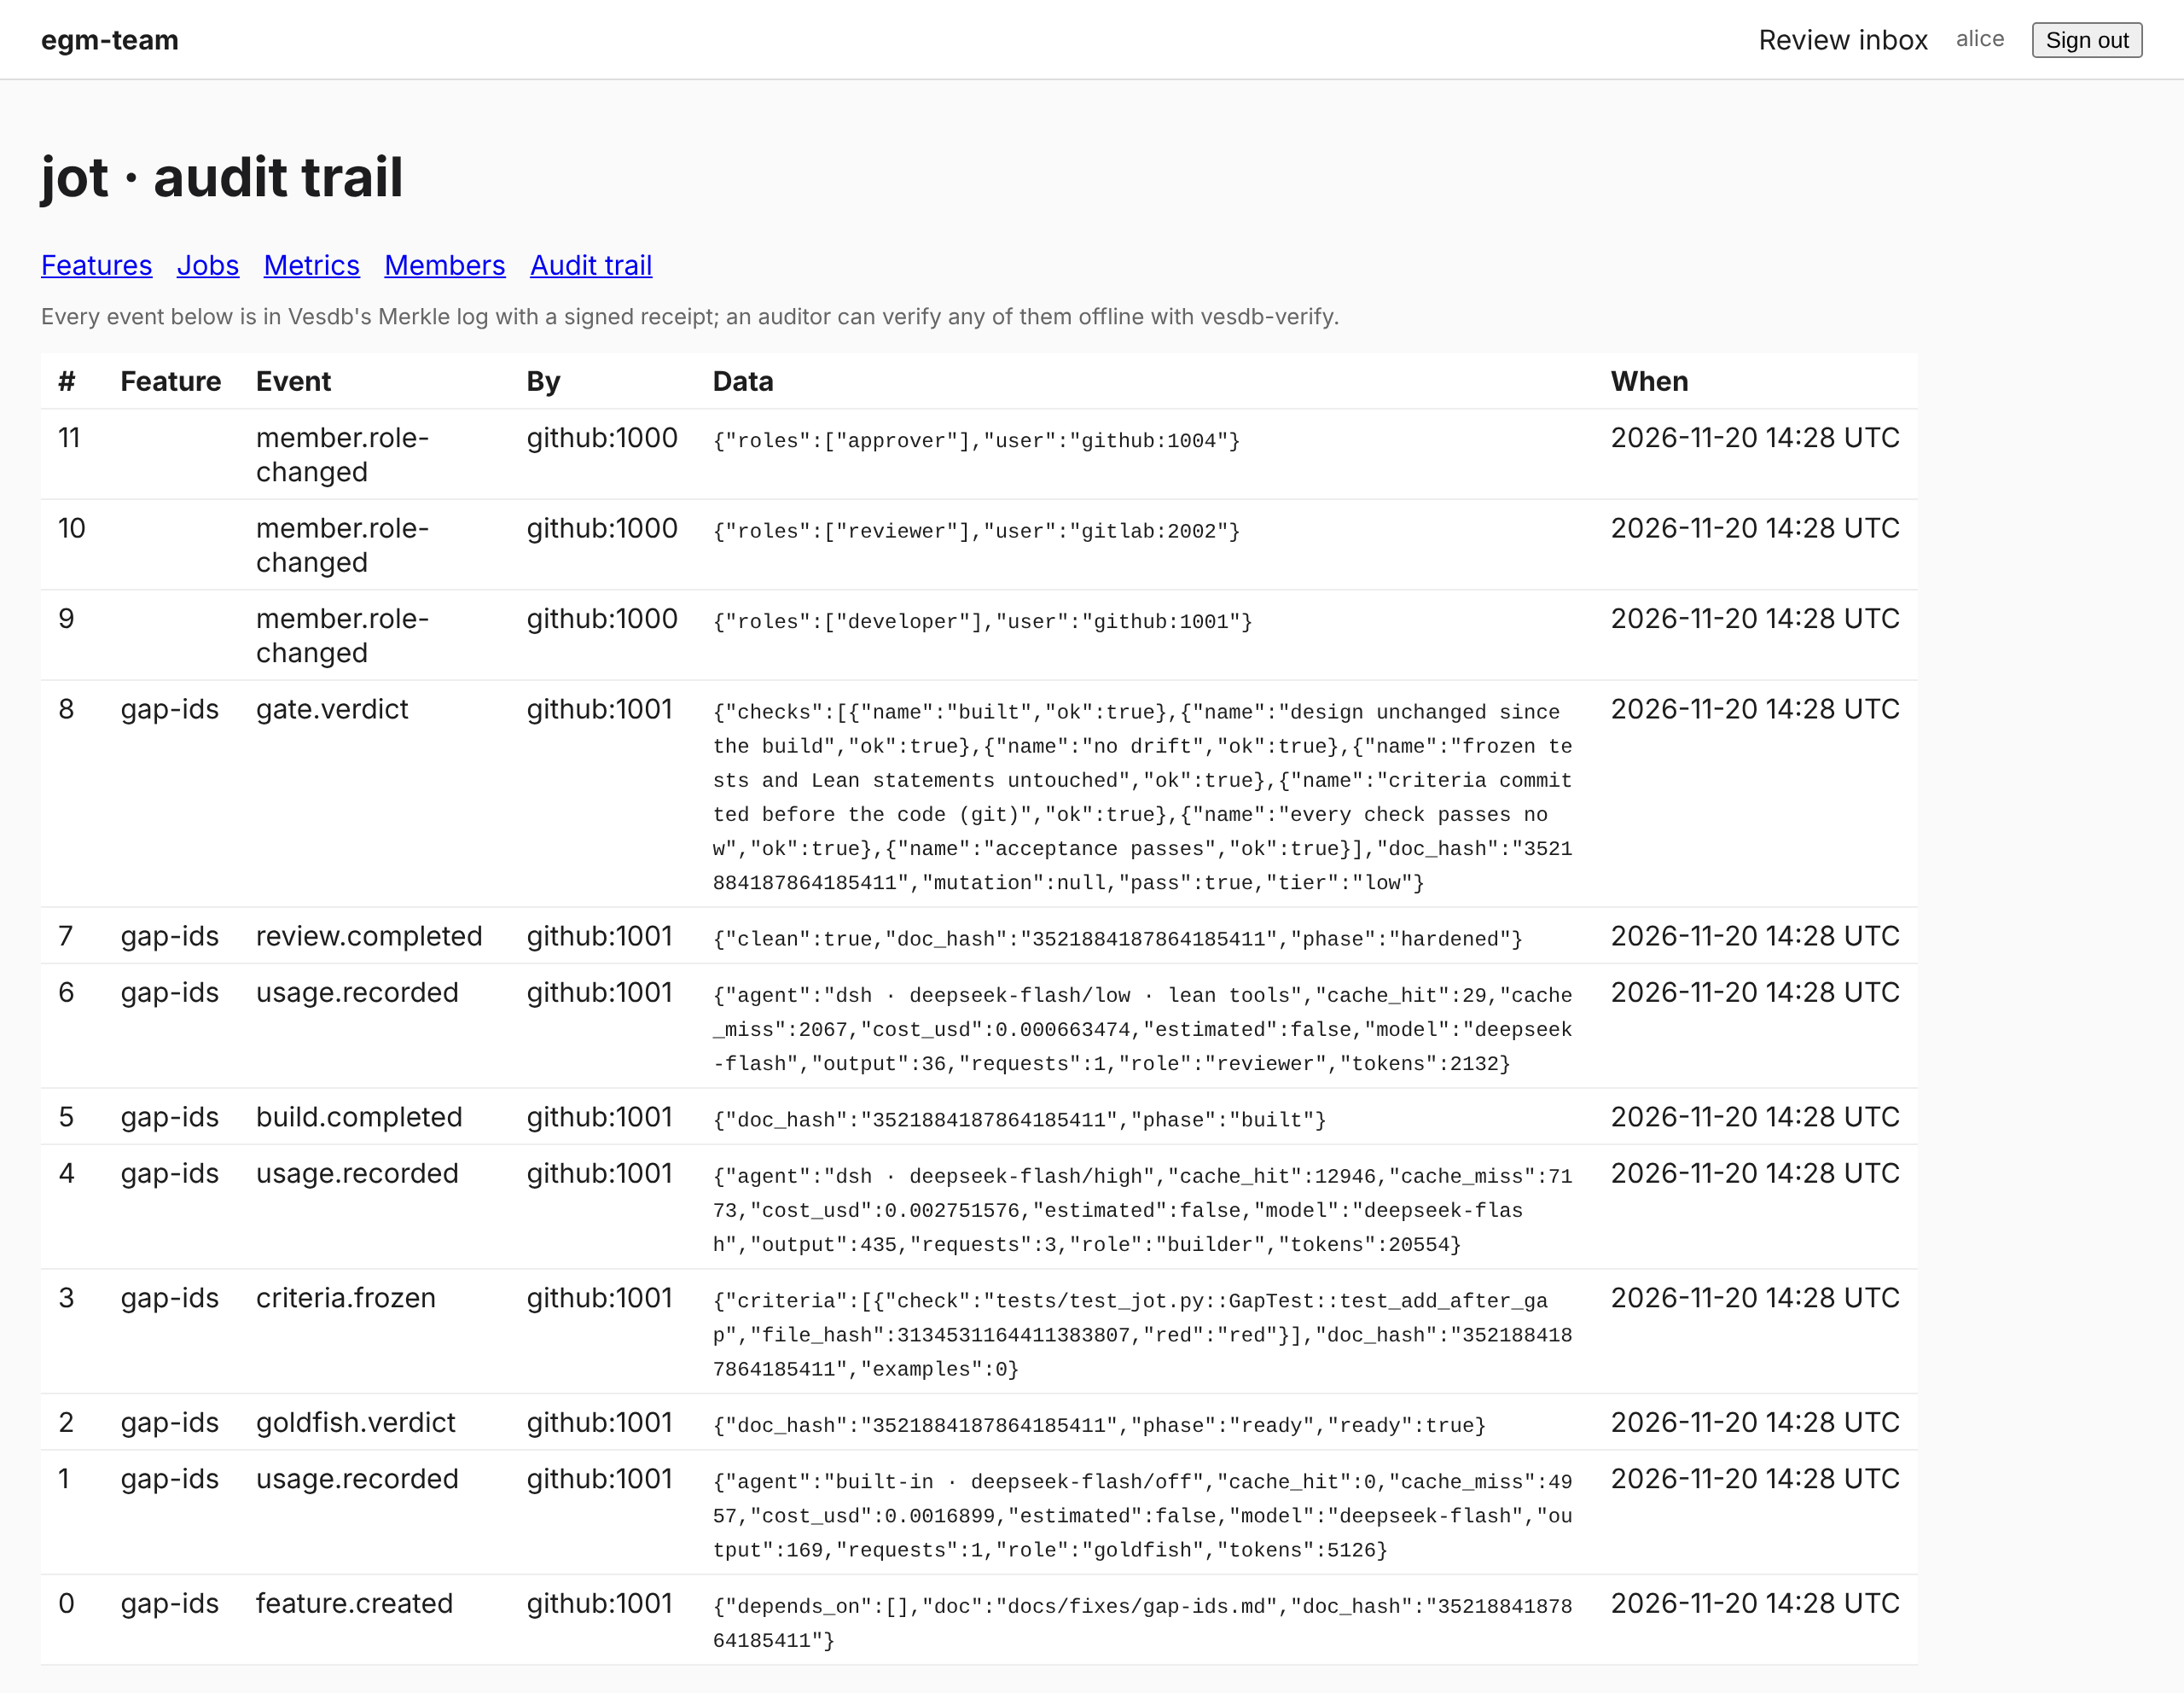 egm-team
Review inbox alice Sign out
jot · audit trail
Features Jobs Metrics Members Audit trail
Every event below is in Vesdb's Merkle log with a signed receipt; an auditor can verify any of them offline with vesdb-verify.
# Feature Event By Data When
11 member.role- github:1000 {"roles":["approver"],"user":"github:1004"} 2026-11-20 14:28 UTC
changed
10 member.role- github:1000 {"roles":["reviewer"],"user":"gitlab:2002"} 2026-11-20 14:28 UTC
changed
9 member.role- github:1000 {"roles":["developer"],"user":"github:1001"} 2026-11-20 14:28 UTC
changed
8 gap-ids gate.verdict github:1001 {"checks":[{"name":"built","ok":true},{"name":"design unchanged since 2026-11-20 14:28 UTC
the build","ok":true},{"name":"no drift","ok":true},{"name":"frozen te
sts and Lean statements untouched","ok":true},{"name":"criteria commit
ted before the code (git)","ok":true},{"name":"every check passes no
w","ok":true},{"name":"acceptance passes","ok":true}],"doc_hash":"3521
884187864185411","mutation":null,"pass":true,"tier":"low"}
7 gap-ids review.completed github:1001 {"clean":true,"doc_hash":"3521884187864185411","phase":"hardened"} 2026-11-20 14:28 UTC
6 gap-ids usage.recorded github:1001 {"agent":"dsh · deepseek-flash/low · lean tools","cache_hit":29,"cache 2026-11-20 14:28 UTC
_miss":2067,"cost_usd":0.000663474,"estimated":false,"model":"deepseek
-flash","output":36,"requests":1,"role":"reviewer","tokens":2132}
5 gap-ids build.completed github:1001 {"doc_hash":"3521884187864185411","phase":"built"} 2026-11-20 14:28 UTC
4 gap-ids usage.recorded github:1001 {"agent":"dsh · deepseek-flash/high","cache_hit":12946,"cache_miss":71 2026-11-20 14:28 UTC
73,"cost_usd":0.002751576,"estimated":false,"model":"deepseek-flas
h","output":435,"requests":3,"role":"builder","tokens":20554}
3 gap-ids criteria.frozen github:1001 {"criteria":[{"check":"tests/test_jot.py::GapTest::test_add_after_ga 2026-11-20 14:28 UTC
p","file_hash":3134531164411383807,"red":"red"}],"doc_hash":"352188418
7864185411","examples":0}
2 gap-ids goldfish.verdict github:1001 {"doc_hash":"3521884187864185411","phase":"ready","ready":true} 2026-11-20 14:28 UTC
1 gap-ids usage.recorded github:1001 {"agent":"built-in · deepseek-flash/off","cache_hit":0,"cache_miss":49 2026-11-20 14:28 UTC
57,"cost_usd":0.0016899,"estimated":false,"model":"deepseek-flash","ou
tput":169,"requests":1,"role":"goldfish","tokens":5126}
0 gap-ids feature.created github:1001 {"depends_on":[],"doc":"docs/fixes/gap-ids.md","doc_hash":"35218841878 2026-11-20 14:28 UTC
64185411"}